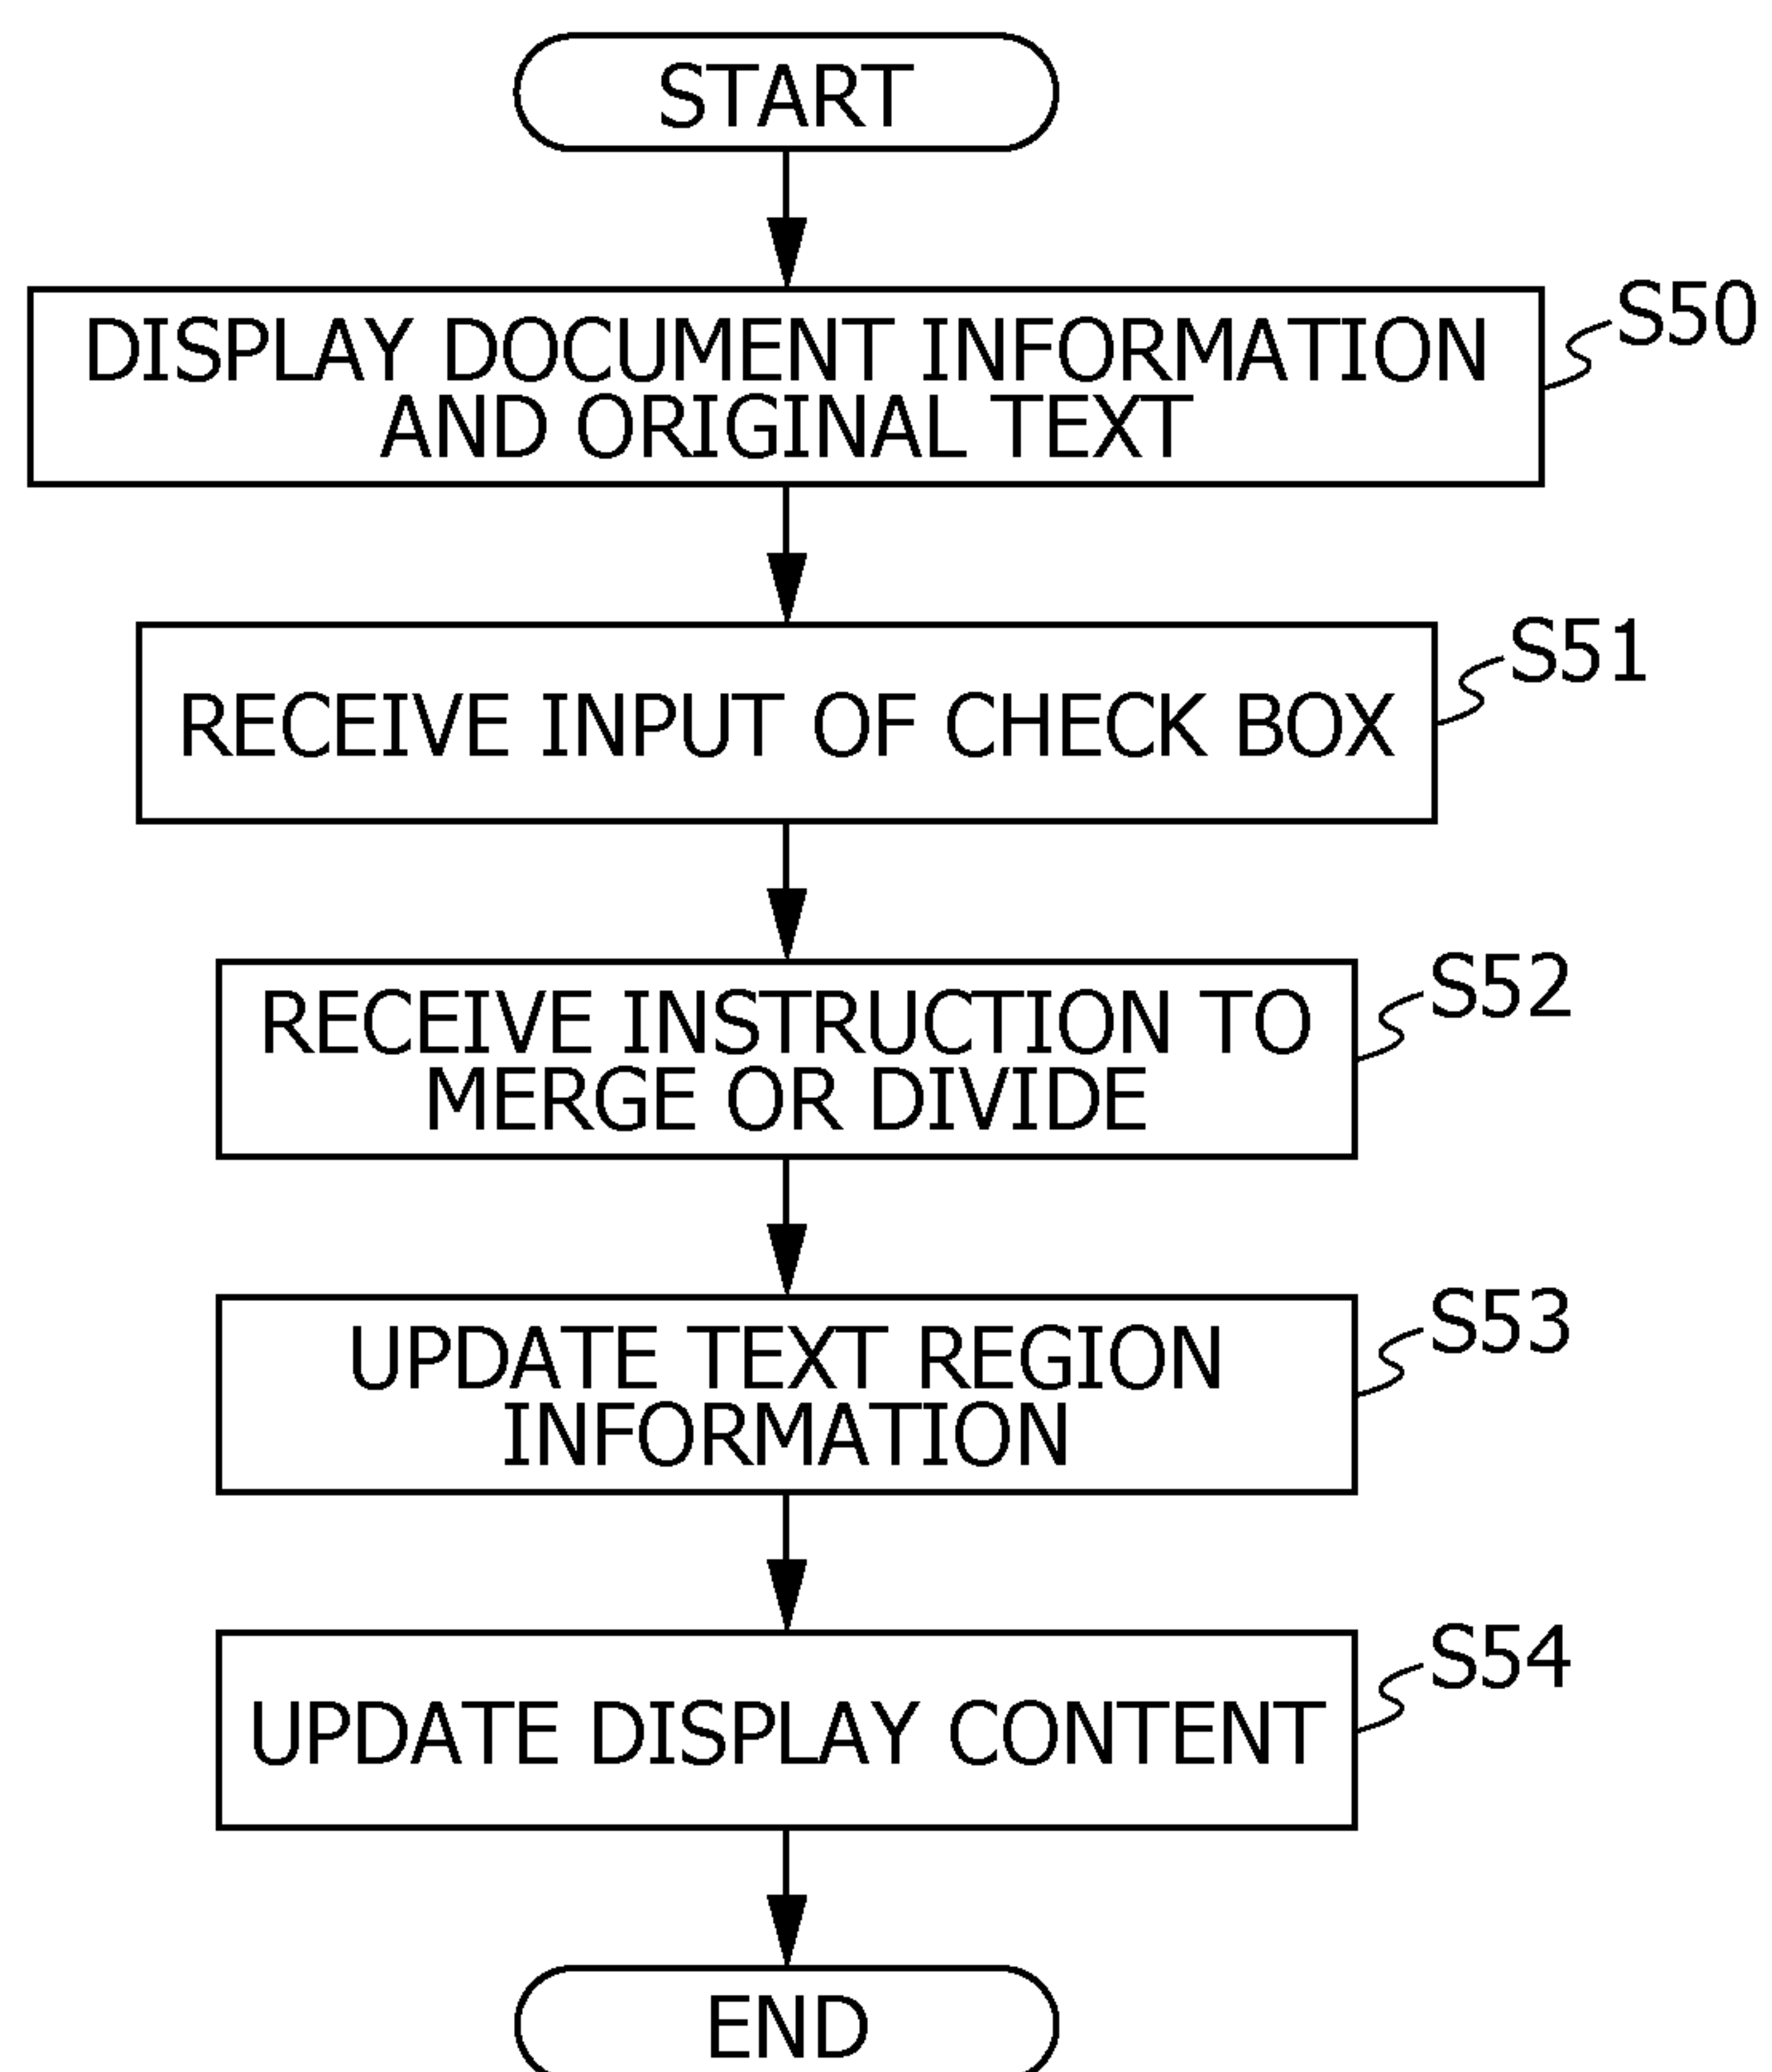 START
DISPLAY DOCUMENT INFORMATION
AND ORIGINAL TEXT
S50
RECEIVE INPUT OF CHECK BOX
S51
RECEIVE INSTRUCTION TO
MERGE OR DIVIDE
S52
UPDATE TEXT REGION
INFORMATION
S53
UPDATE DISPLAY CONTENT
S54
END